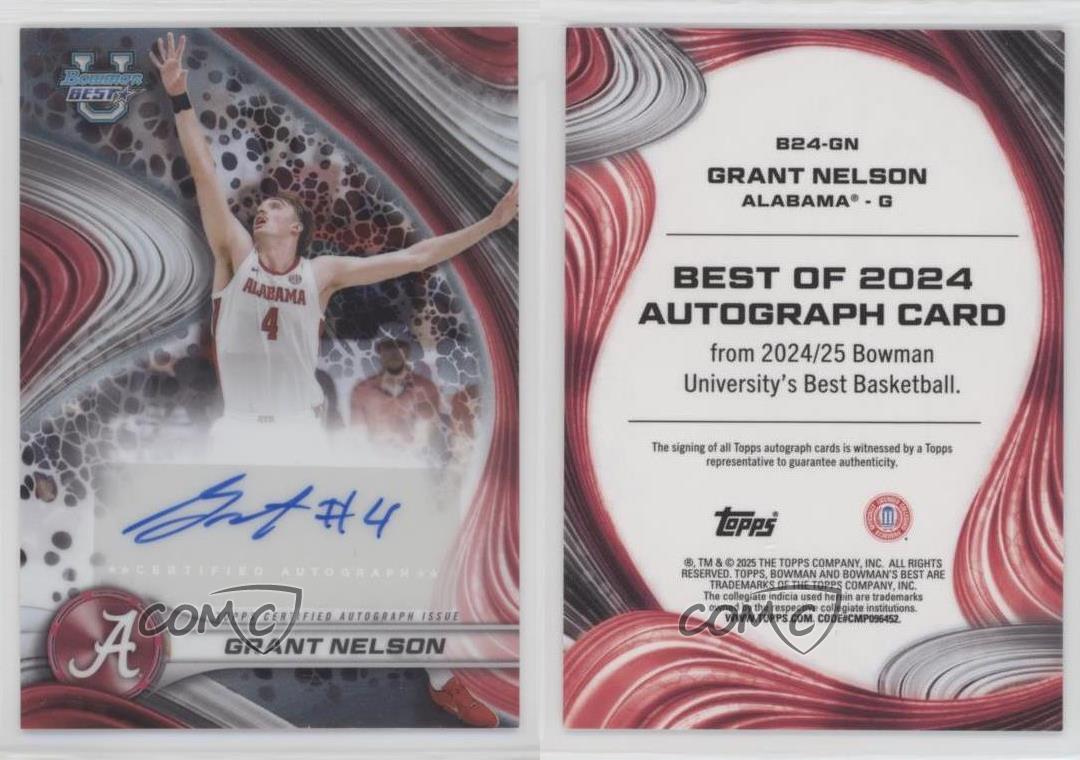 U
Bowman
BEST
ALABAMA
4
Grant #4
★★CERTIFIED AUTOGRAPH★★
TOPPS CERTIFIED AUTOGRAPH ISSUE
A
GRANT NELSON
COMC
B24-GN
GRANT NELSON
ALABAMA® - G
BEST OF 2024
AUTOGRAPH CARD
from 2024/25 Bowman
University's Best Basketball.
The signing of all Topps autograph cards is witnessed by a Topps
representative to guarantee authenticity.
topps®
®, TM & © 2025 THE TOPPS COMPANY, INC. ALL RIGHTS
RESERVED. TOPPS, BOWMAN AND BOWMAN'S BEST ARE
TRADEMARKS OF THE TOPPS COMPANY, INC.
The collegiate indicia used herein are trademarks
of the respective collegiate institutions.
WWW.TOPPS.COM. CODE#CMP096452.
COMC